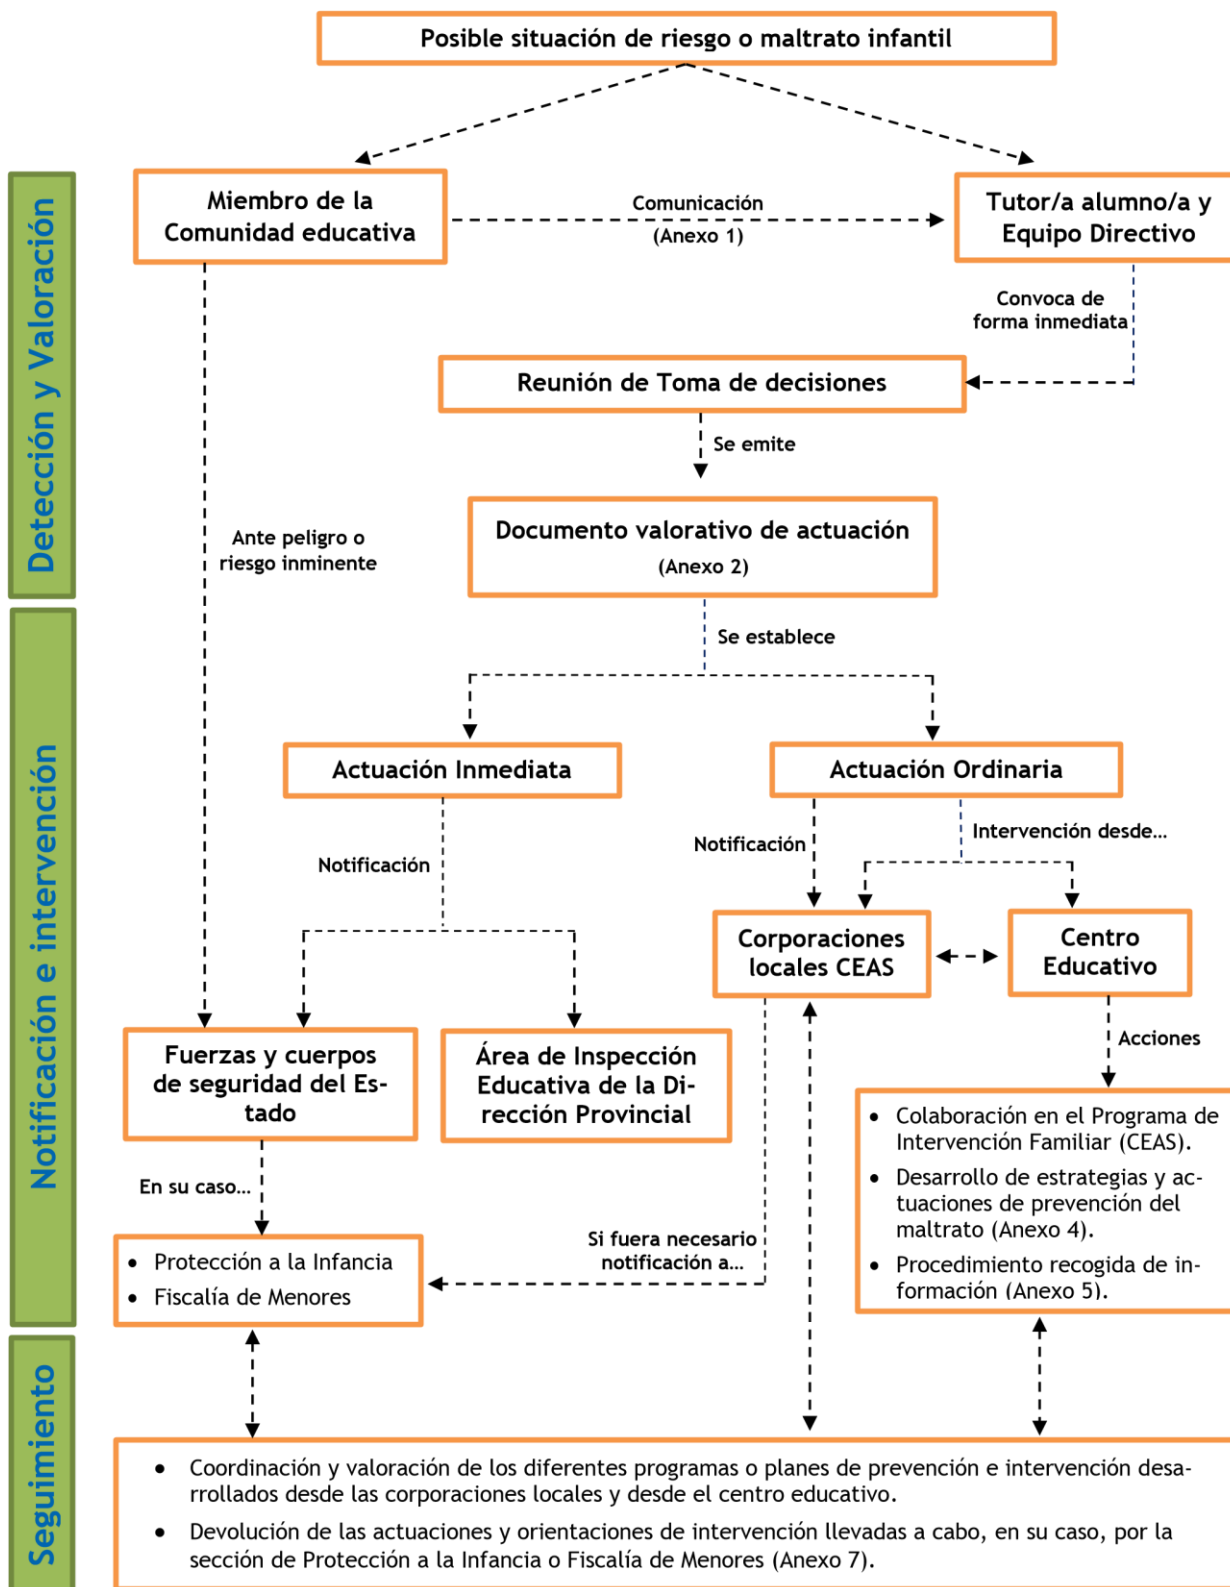 Posible situación de riesgo o maltrato infantil
Detección y Valoración
Miembro de la
Comunidad educativa
Comunicación
(Anexo 1)
Tutor/a alumno/a y
Equipo Directivo
Convoca de
forma inmediata
Reunión de Toma de decisiones
Se emite
Documento valorativo de actuación
(Anexo 2)
Ante peligro o
riesgo inminente
Se establece
Notificación e intervención
Actuación Inmediata
Actuación Ordinaria
Notificación
Notificación
Intervención desde...
Corporaciones
locales CEAS
Centro
Educativo
Fuerzas y cuerpos
de seguridad del Es-
tado
Área de Inspección
Educativa de la Di-
rección Provincial
Acciones
• Colaboración en el Programa de
Intervención Familiar (CEAS).
• Desarrollo de estrategias y ac-
tuaciones de prevención del
maltrato (Anexo 4).
• Procedimiento recogida de in-
formación (Anexo 5).
En su caso...
• Protección a la Infancia
• Fiscalía de Menores
Si fuera necesario
notificación a...
Seguimiento
• Coordinación y valoración de los diferentes programas o planes de prevención e intervención desa-
rrollados desde las corporaciones locales y desde el centro educativo.
• Devolución de las actuaciones y orientaciones de intervención llevadas a cabo, en su caso, por la
sección de Protección a la Infancia o Fiscalía de Menores (Anexo 7).